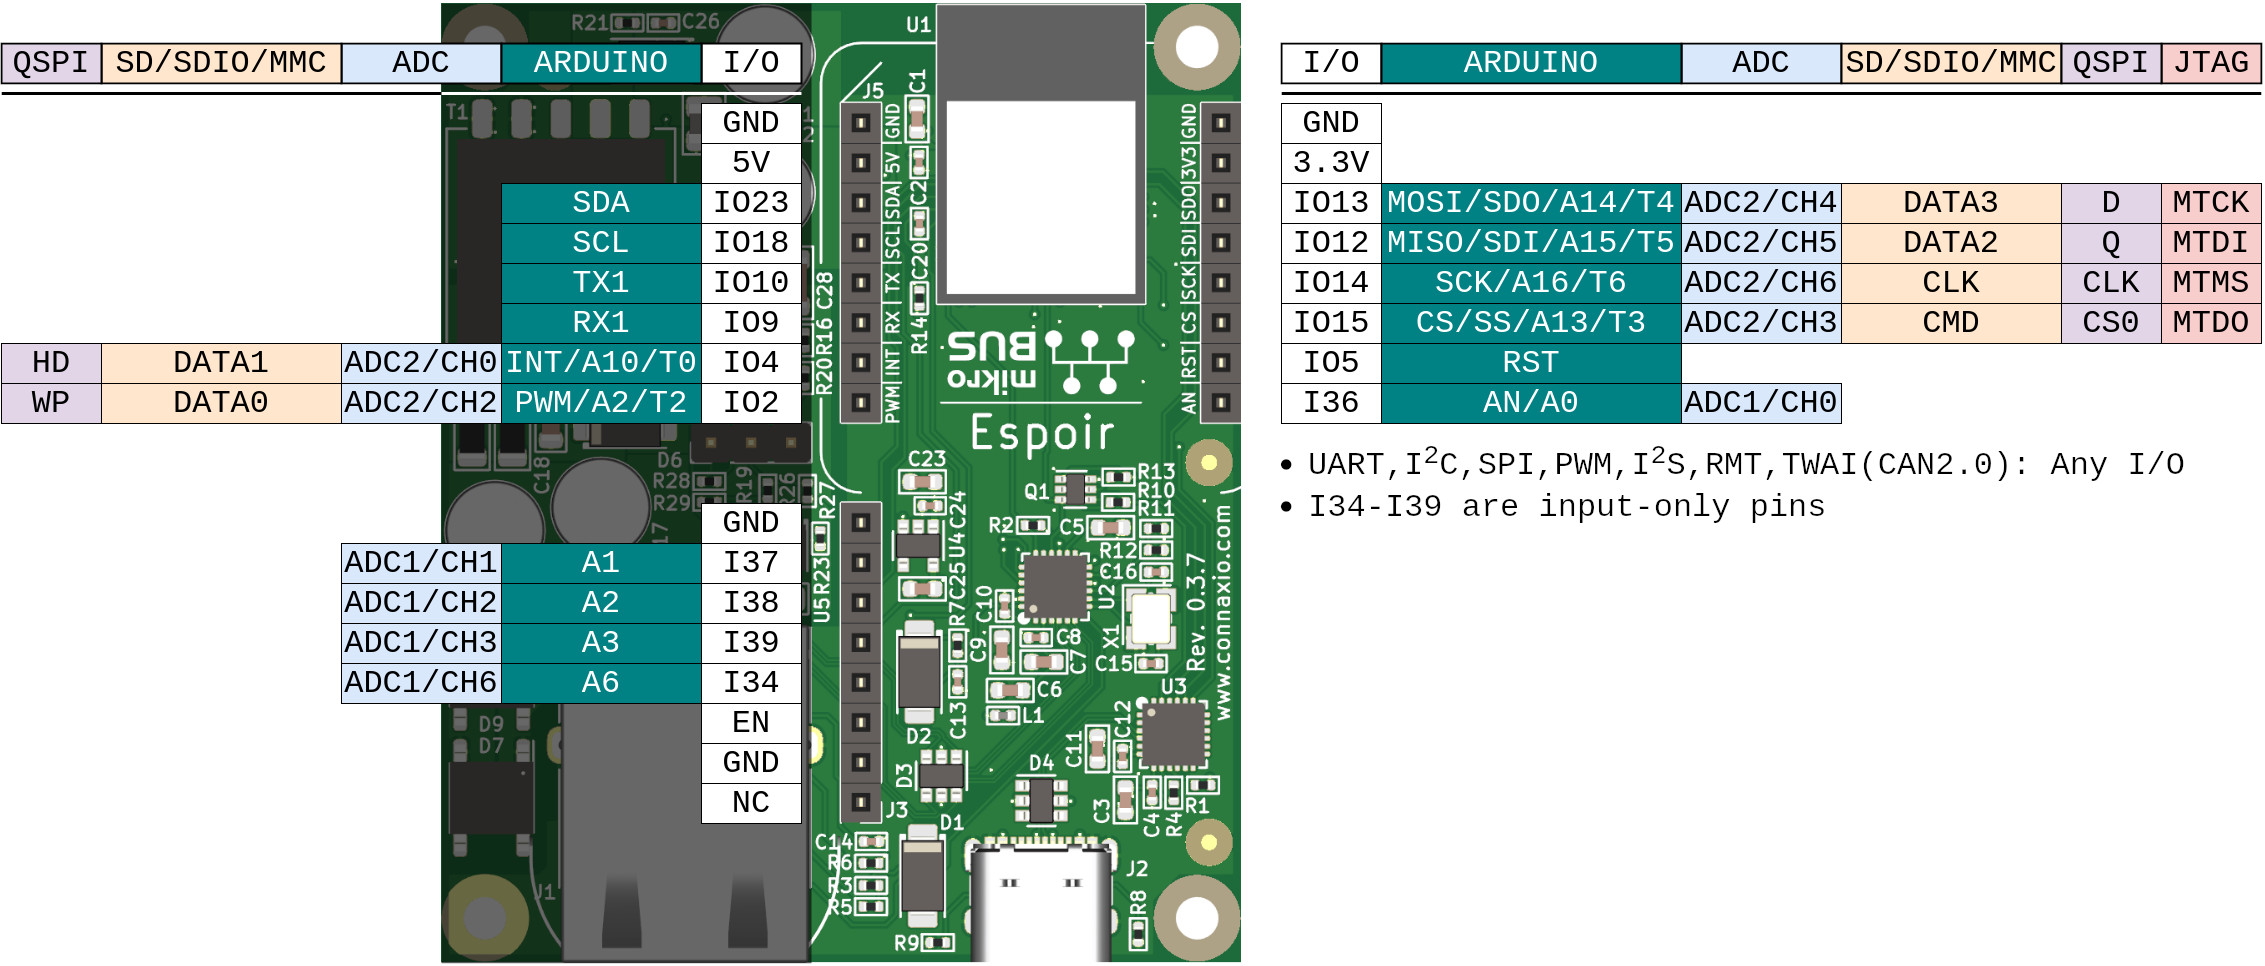 QSPI SD/SDIO/MMC ADC ARDUINO I/O
GND
5V
SDA IO23
SCL IO18
TX1 IO10
RX1 IO9
HD DATA1 ADC2/CH0 INT/A10/T0 IO4
WP DATA0 ADC2/CH2 PWM/A2/T2 IO2
GND
ADC1/CH1 A1 I37
ADC1/CH2 A2 I38
ADC1/CH3 A3 I39
ADC1/CH6 A6 I34
EN
GND
NC
R21 C26
T1
C18
D6
R28
R29
R19
R26
17
D9
D7
J1
U1
J5
C1
GND
5V
SDA
SCL
TX
RX
INT
PWM
C2
C20
R14
C28
R16
R20
GND
3V3
SDO
SDI
SCK
CS
RST
AN
mikro
BUS
Espoir
C23
C24
U4
C25
R27
R23
U5
Q1
R13
R10
R11
R2
C5
R12
C16
U2
C10
R7
C9
C8
C7
X1
C15
C6
L1
C13
D2
Rev. 0.3.7
www.connaxio.com
U3
C12
C11
D3
D4
J3
D1
C3
C4
R4
R1
C14
R6
R3
R5
R9
J2
R8
I/O ARDUINO ADC SD/SDIO/MMC QSPI JTAG
GND
3.3V
IO13 MOSI/SDO/A14/T4 ADC2/CH4 DATA3 D MTCK
IO12 MISO/SDI/A15/T5 ADC2/CH5 DATA2 Q MTDI
IO14 SCK/A16/T6 ADC2/CH6 CLK CLK MTMS
IO15 CS/SS/A13/T3 ADC2/CH3 CMD CS0 MTDO
IO5 RST
I36 AN/A0 ADC1/CH0
• UART,I²C,SPI,PWM,I²S,RMT,TWAI(CAN2.0): Any I/O
• I34-I39 are input-only pins